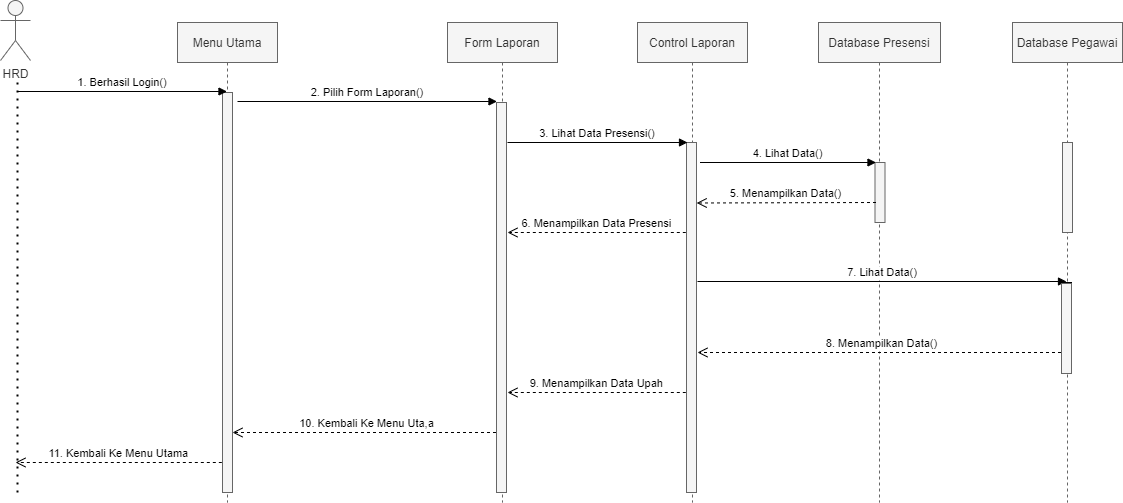 HRD
Menu Utama
Form Laporan
Control Laporan
Database Presensi
Database Pegawai
1. Berhasil Login()
2. Pilih Form Laporan()
3. Lihat Data Presensi()
4. Lihat Data()
5. Menampilkan Data()
6. Menampilkan Data Presensi
7. Lihat Data()
8. Menampilkan Data()
9. Menampilkan Data Upah
10. Kembali Ke Menu Uta,a
11. Kembali Ke Menu Utama